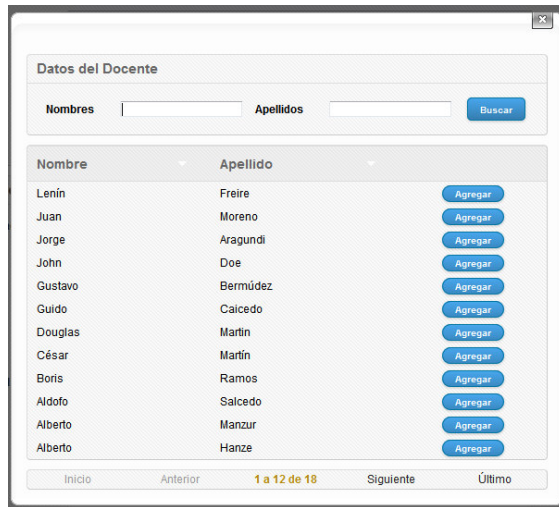 Datos del Docente
Nombres Apellidos Buscar
Nombre Apellido
Lenín Freire Agregar
Juan Moreno Agregar
Jorge Aragundi Agregar
John Doe Agregar
Gustavo Bermúdez Agregar
Guido Caicedo Agregar
Douglas Martin Agregar
César Martín Agregar
Boris Ramos Agregar
Aldofo Salcedo Agregar
Alberto Manzur Agregar
Alberto Hanze Agregar
Inicio Anterior 1 a 12 de 18 Siguiente Último